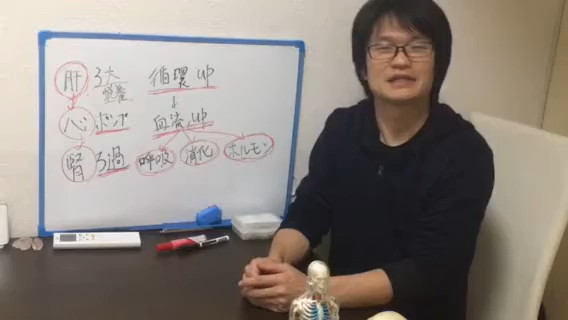 肝 3大 循環 up
栄養 ↓
心 ポンプ 血流 up
腎 ろ過 呼吸 消化 ホルモン